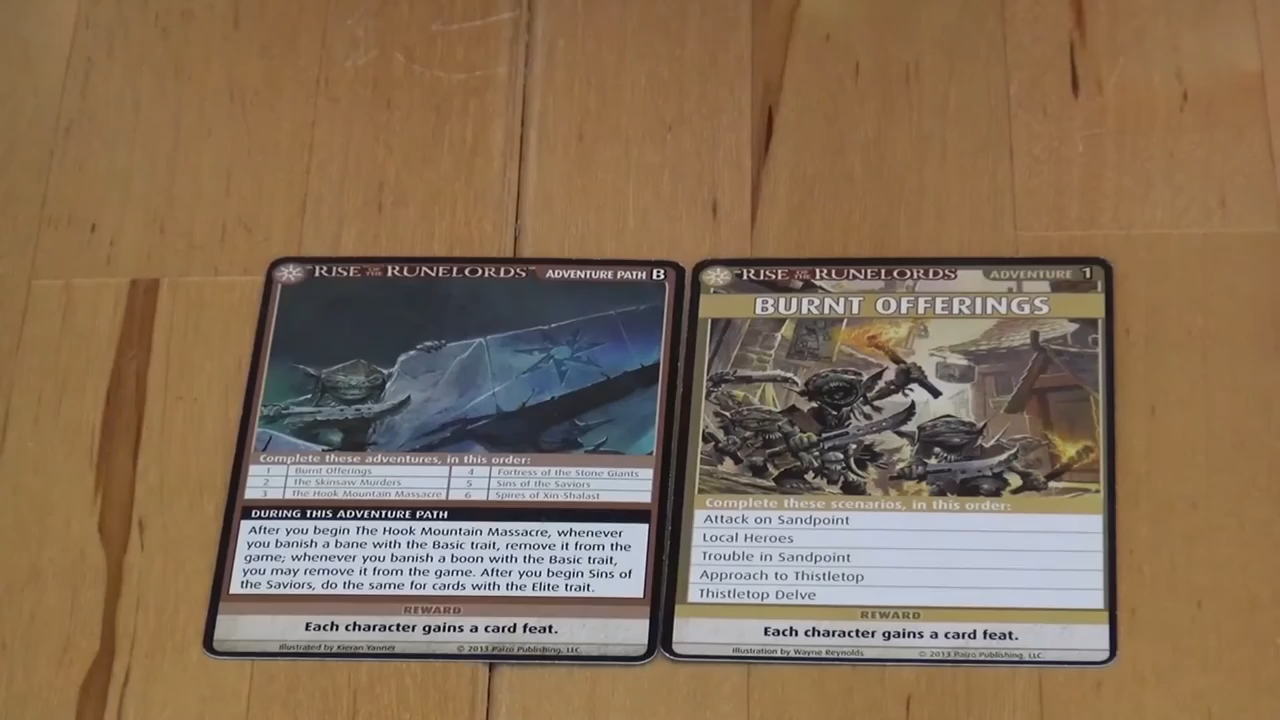 RISE OF THE RUNELORDS ADVENTURE PATH B
Complete these adventures, in this order:
1 Burnt Offerings 4 Fortress of the Stone Giants
2 The Skinsaw Murders 5 Sins of the Saviors
3 The Hook Mountain Massacre 6 Spires of Xin-Shalast
DURING THIS ADVENTURE PATH
After you begin The Hook Mountain Massacre, whenever
you banish a bane with the Basic trait, remove it from the
game; whenever you banish a boon with the Basic trait,
you may remove it from the game. After you begin Sins of
the Saviors, do the same for cards with the Elite trait.
REWARD
Each character gains a card feat.
Illustrated by Kieran Yanner © 2013 Paizo Publishing, LLC.
RISE OF THE RUNELORDS ADVENTURE 1
BURNT OFFERINGS
Complete these scenarios, in this order:
Attack on Sandpoint
Local Heroes
Trouble in Sandpoint
Approach to Thistletop
Thistletop Delve
REWARD
Each character gains a card feat.
Illustration by Wayne Reynolds © 2013 Paizo Publishing, LLC.